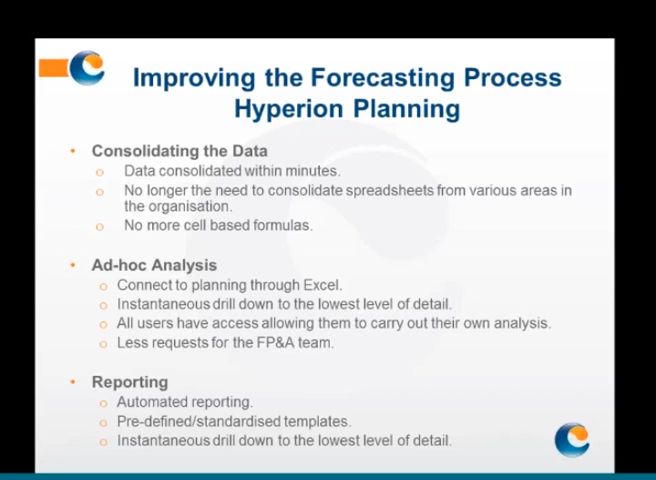 Improving the Forecasting Process
Hyperion Planning
• Consolidating the Data
o Data consolidated within minutes.
o No longer the need to consolidate spreadsheets from various areas in
the organisation.
o No more cell based formulas.
• Ad-hoc Analysis
o Connect to planning through Excel.
o Instantaneous drill down to the lowest level of detail.
o All users have access allowing them to carry out their own analysis.
o Less requests for the FP&A team.
• Reporting
o Automated reporting.
o Pre-defined/standardised templates.
o Instantaneous drill down to the lowest level of detail.